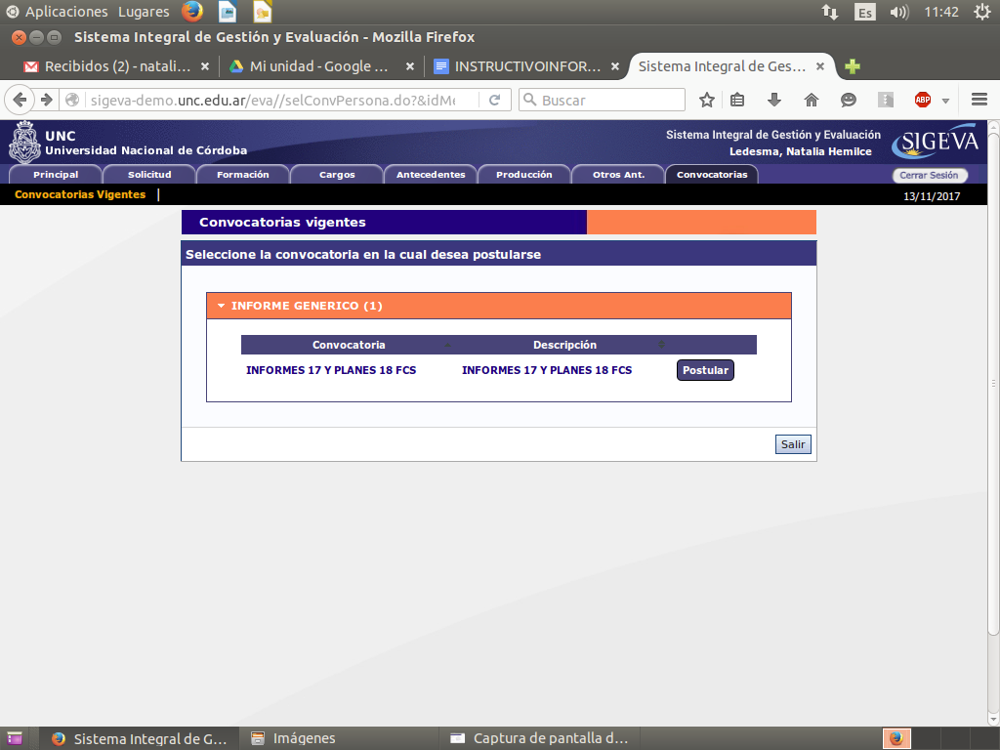 Aplicaciones Lugares Es 11:42
Sistema Integral de Gestión y Evaluación - Mozilla Firefox
Recibidos (2) - natali... × Mi unidad - Google ... × INSTRUCTIVOINFOR... × Sistema Integral de Ges... ×
sigeva-demo.unc.edu.ar/eva//selConvPersona.do?&idMe Buscar ABP
UNC
Universidad Nacional de Córdoba
Sistema Integral de Gestión y Evaluación
Ledesma, Natalia Hemilce
SIGEVA
Principal Solicitud Formación Cargos Antecedentes Producción Otros Ant. Convocatorias Cerrar Sesión
Convocatorias Vigentes | 13/11/2017
Convocatorias vigentes
Seleccione la convocatoria en la cual desea postularse
INFORME GENERICO (1)
Convocatoria Descripción
INFORMES 17 Y PLANES 18 FCS INFORMES 17 Y PLANES 18 FCS Postular
Salir
Sistema Integral de G... Imágenes Captura de pantalla d...